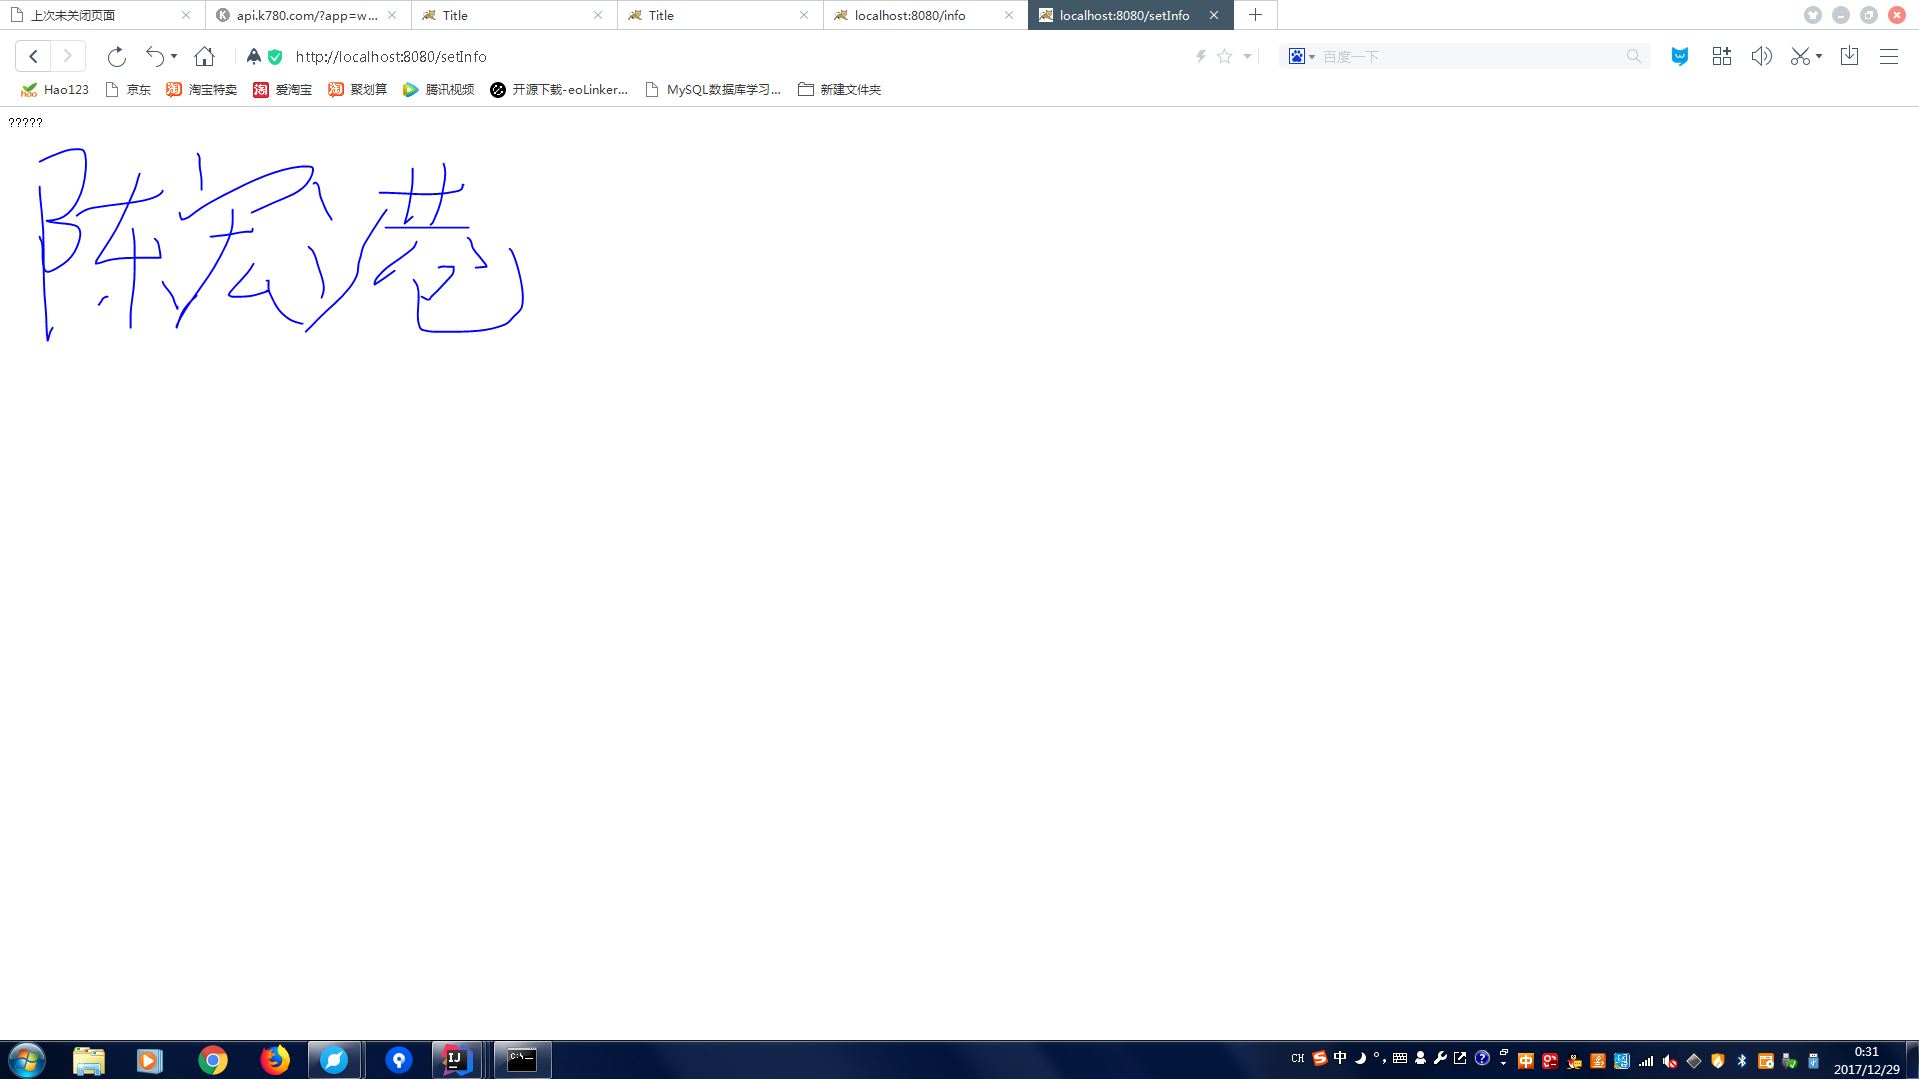 上次未关闭页面 api.k780.com/?app=w... Title Title localhost:8080/info localhost:8080/setInfo
http://localhost:8080/setInfo 百度一下
Hao123 京东 淘宝特卖 爱淘宝 聚划算 腾讯视频 开源下载-eoLinker... MySQL数据库学习... 新建文件夹
?????
陈宏港
CH 中 0:31
2017/12/29